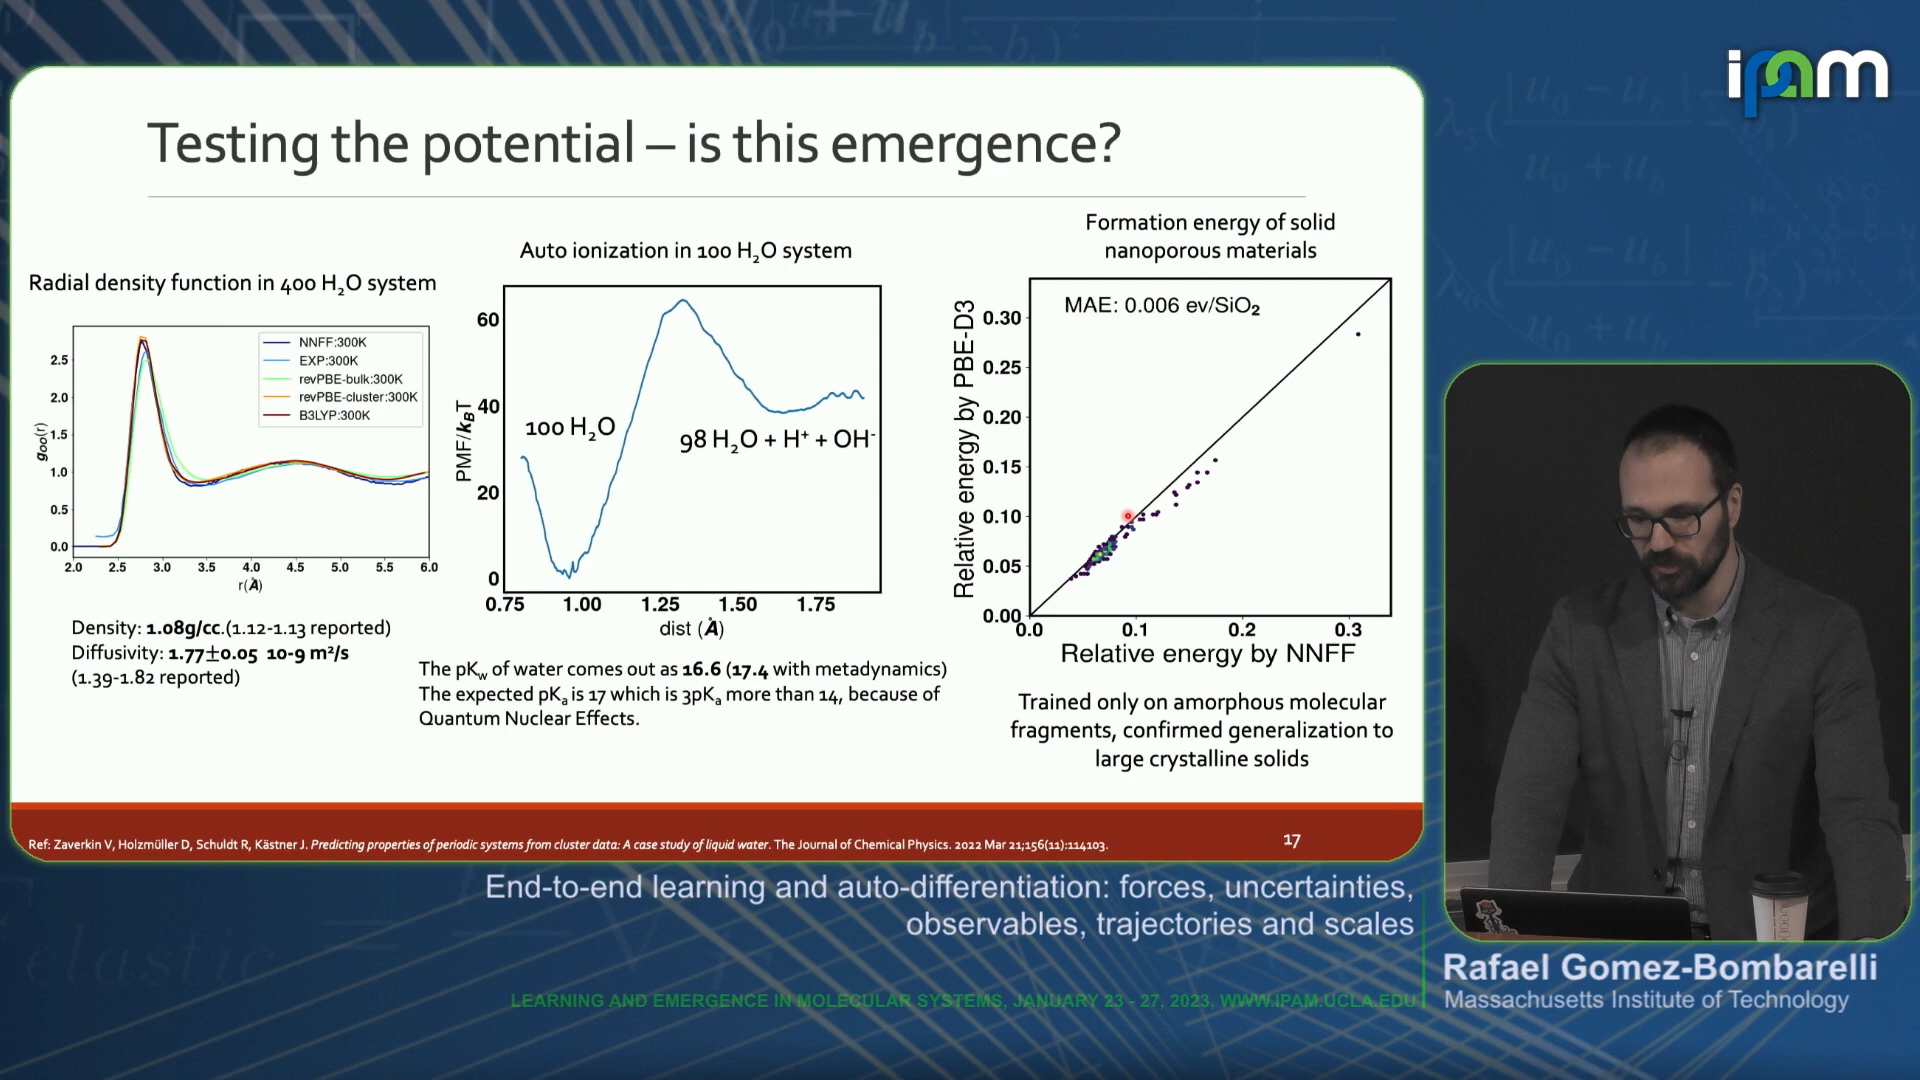 ipam
Testing the potential – is this emergence?
Radial density function in 400 H₂O system
NNFF:300K
EXP:300K
revPBE-bulk:300K
revPBE-cluster:300K
B3LYP:300K
gOO(r)
2.5
2.0
1.5
1.0
0.5
0.0
2.0 2.5 3.0 3.5 4.0 4.5 5.0 5.5 6.0
r(Å)
Density: 1.08g/cc.(1.12-1.13 reported)
Diffusivity: 1.77±0.05 10-9 m²/s
(1.39-1.82 reported)
Auto ionization in 100 H₂O system
PMF/kBT
60
40
20
0
100 H₂O
98 H₂O + H⁺ + OH⁻
0.75 1.00 1.25 1.50 1.75
dist (Å)
The pKw of water comes out as 16.6 (17.4 with metadynamics)
The expected pKa is 17 which is 3pKa more than 14, because of
Quantum Nuclear Effects.
Formation energy of solid
nanoporous materials
MAE: 0.006 ev/SiO₂
Relative energy by PBE-D3
0.30
0.25
0.20
0.15
0.10
0.05
0.00
0.0 0.1 0.2 0.3
Relative energy by NNFF
Trained only on amorphous molecular
fragments, confirmed generalization to
large crystalline solids
Ref: Zaverkin V, Holzmüller D, Schuldt R, Kästner J. Predicting properties of periodic systems from cluster data: A case study of liquid water. The Journal of Chemical Physics. 2022 Mar 21;156(11):114103.
17
End-to-end learning and auto-differentiation: forces, uncertainties,
observables, trajectories and scales
Rafael Gomez-Bombarelli
Massachusetts Institute of Technology
LEARNING AND EMERGENCE IN MOLECULAR SYSTEMS, JANUARY 23 - 27, 2023, WWW.IPAM.UCLA.EDU
elastic